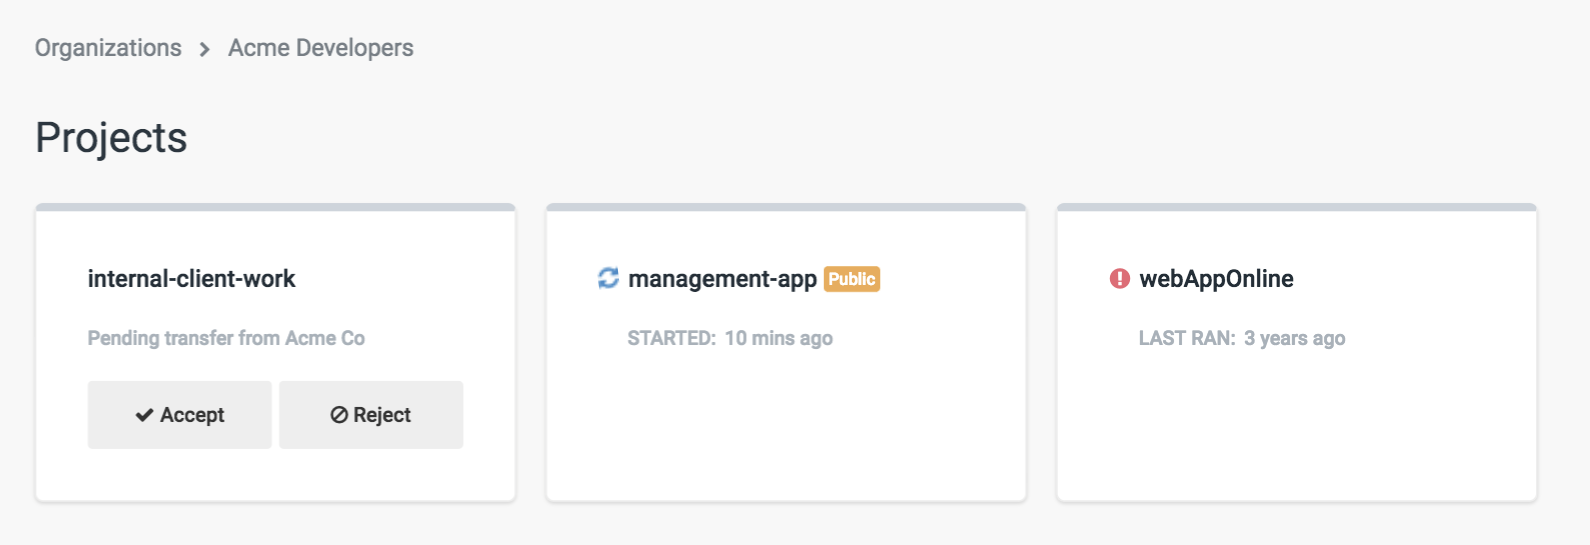 Organizations > Acme Developers
Projects
internal-client-work
Pending transfer from Acme Co
Accept
Reject
management-app Public
STARTED: 10 mins ago
webAppOnline
LAST RAN: 3 years ago